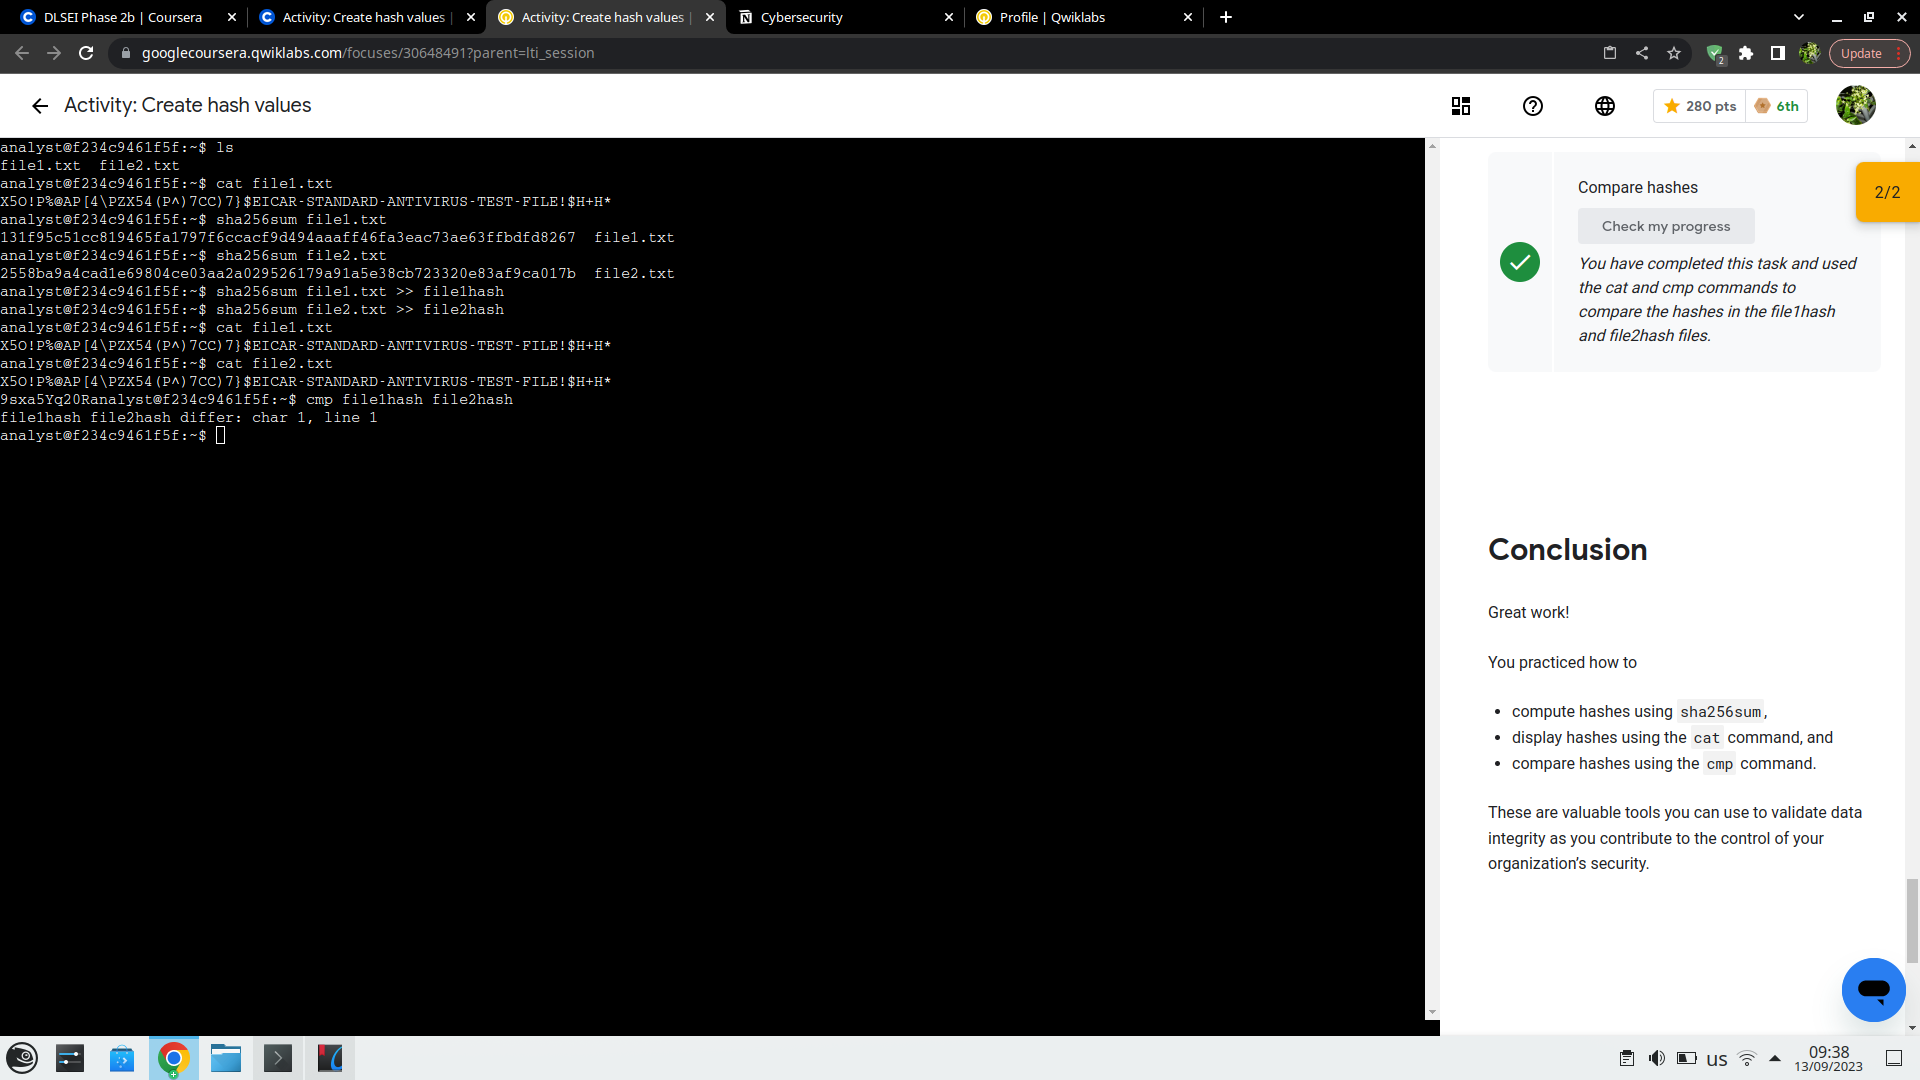 DLSEI Phase 2b | Coursera
Activity: Create hash values |
Activity: Create hash values |
Cybersecurity
Profile | Qwiklabs
googlecoursera.qwiklabs.com/focuses/30648491?parent=lti_session
2
Update
Activity: Create hash values
280 pts
6th
analyst@f234c9461f5f:~$ ls
file1.txt  file2.txt
analyst@f234c9461f5f:~$ cat file1.txt
X5O!P%@AP[4\PZX54(P^)7CC)7}$EICAR-STANDARD-ANTIVIRUS-TEST-FILE!$H+H*
analyst@f234c9461f5f:~$ sha256sum file1.txt
131f95c51cc819465fa1797f6ccacf9d494aaaff46fa3eac73ae63ffbdfd8267  file1.txt
analyst@f234c9461f5f:~$ sha256sum file2.txt
2558ba9a4cad1e69804ce03aa2a029526179a91a5e38cb723320e83af9ca017b  file2.txt
analyst@f234c9461f5f:~$ sha256sum file1.txt >> file1hash
analyst@f234c9461f5f:~$ sha256sum file2.txt >> file2hash
analyst@f234c9461f5f:~$ cat file1.txt
X5O!P%@AP[4\PZX54(P^)7CC)7}$EICAR-STANDARD-ANTIVIRUS-TEST-FILE!$H+H*
analyst@f234c9461f5f:~$ cat file2.txt
X5O!P%@AP[4\PZX54(P^)7CC)7}$EICAR-STANDARD-ANTIVIRUS-TEST-FILE!$H+H*
9sxa5Yq20Ranalyst@f234c9461f5f:~$ cmp file1hash file2hash
file1hash file2hash differ: char 1, line 1
analyst@f234c9461f5f:~$
2/2
Compare hashes
Check my progress
You have completed this task and used
the cat and cmp commands to
compare the hashes in the file1hash
and file2hash files.
Conclusion
Great work!
You practiced how to
• compute hashes using sha256sum,
• display hashes using the cat command, and
• compare hashes using the cmp command.
These are valuable tools you can use to validate data
integrity as you contribute to the control of your
organization’s security.
us
09:38
13/09/2023